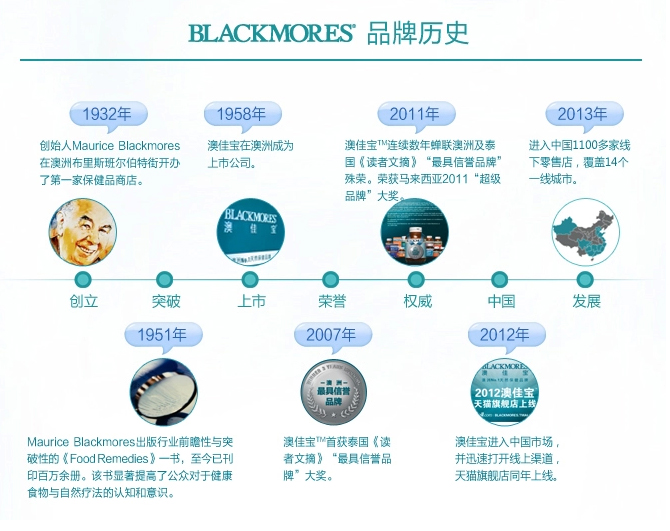 BLACKMORES® 品牌历史
1932年
创始人Maurice Blackmores
在澳洲布里斯班尔伯特街开办
了第一家保健品商店。
1958年
澳佳宝在澳洲成为
上市公司。
2011年
澳佳宝™连续数年蝉联澳洲及泰
国《读者文摘》“最具信誉品牌”
殊荣。荣获马来西亚2011“超级
品牌”大奖。
2013年
进入中国1100多家线
下零售店，覆盖14个
一线城市。
BLACKMORES
澳佳宝
创立
突破
上市
荣誉
权威
中国
发展
1951年
Maurice Blackmores出版行业前瞻性与突
破性的《Food Remedies》一书，至今已刊
印百万余册。该书显著提高了公众对于健康
食物与自然疗法的认知和意识。
2007年
澳洲
最具信誉
品牌
澳佳宝™首获泰国《读
者文摘》“最具信誉品
牌”大奖。
2012年
BLACKMORES
澳佳宝
2012澳佳宝
天猫旗舰店上线
澳佳宝进入中国市场，
并迅速打开线上渠道，
天猫旗舰店同年上线。